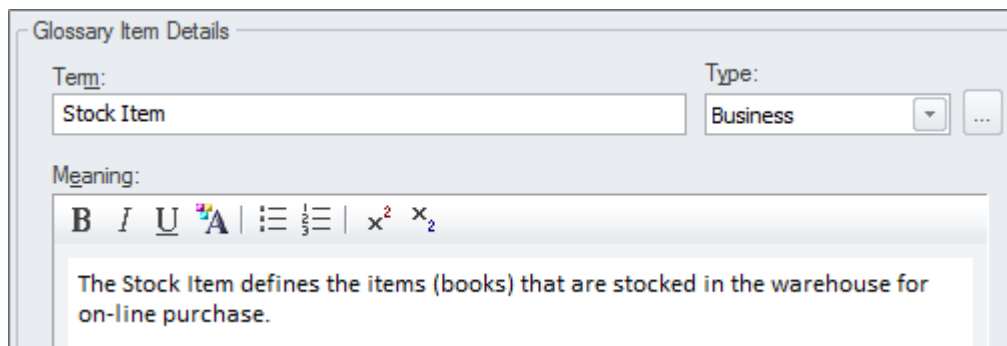 Glossary Item Details
Term: Type:
Stock Item Business ...
Meaning:
B I U A x² x₂
The Stock Item defines the items (books) that are stocked in the warehouse for
on-line purchase.